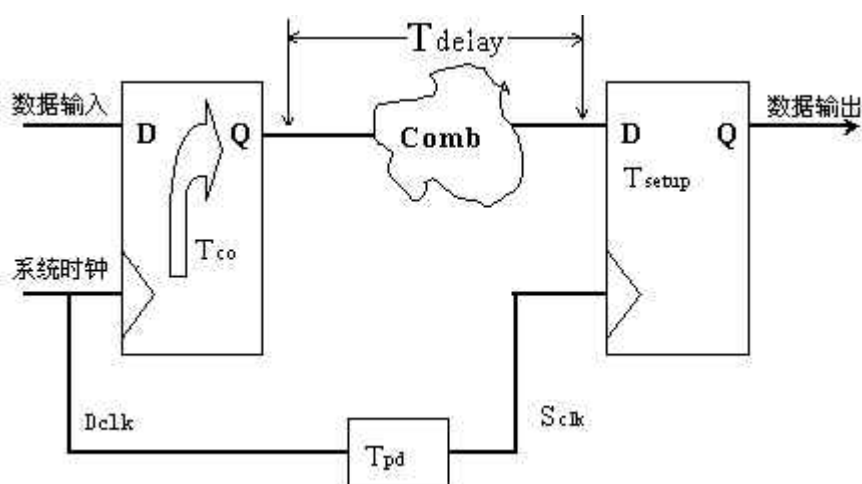 Tdelay
数据输入
数据输出
D
Q
Comb
D
Q
Tsetup
Tco
系统时钟
Dclk
Sclk
Tpd